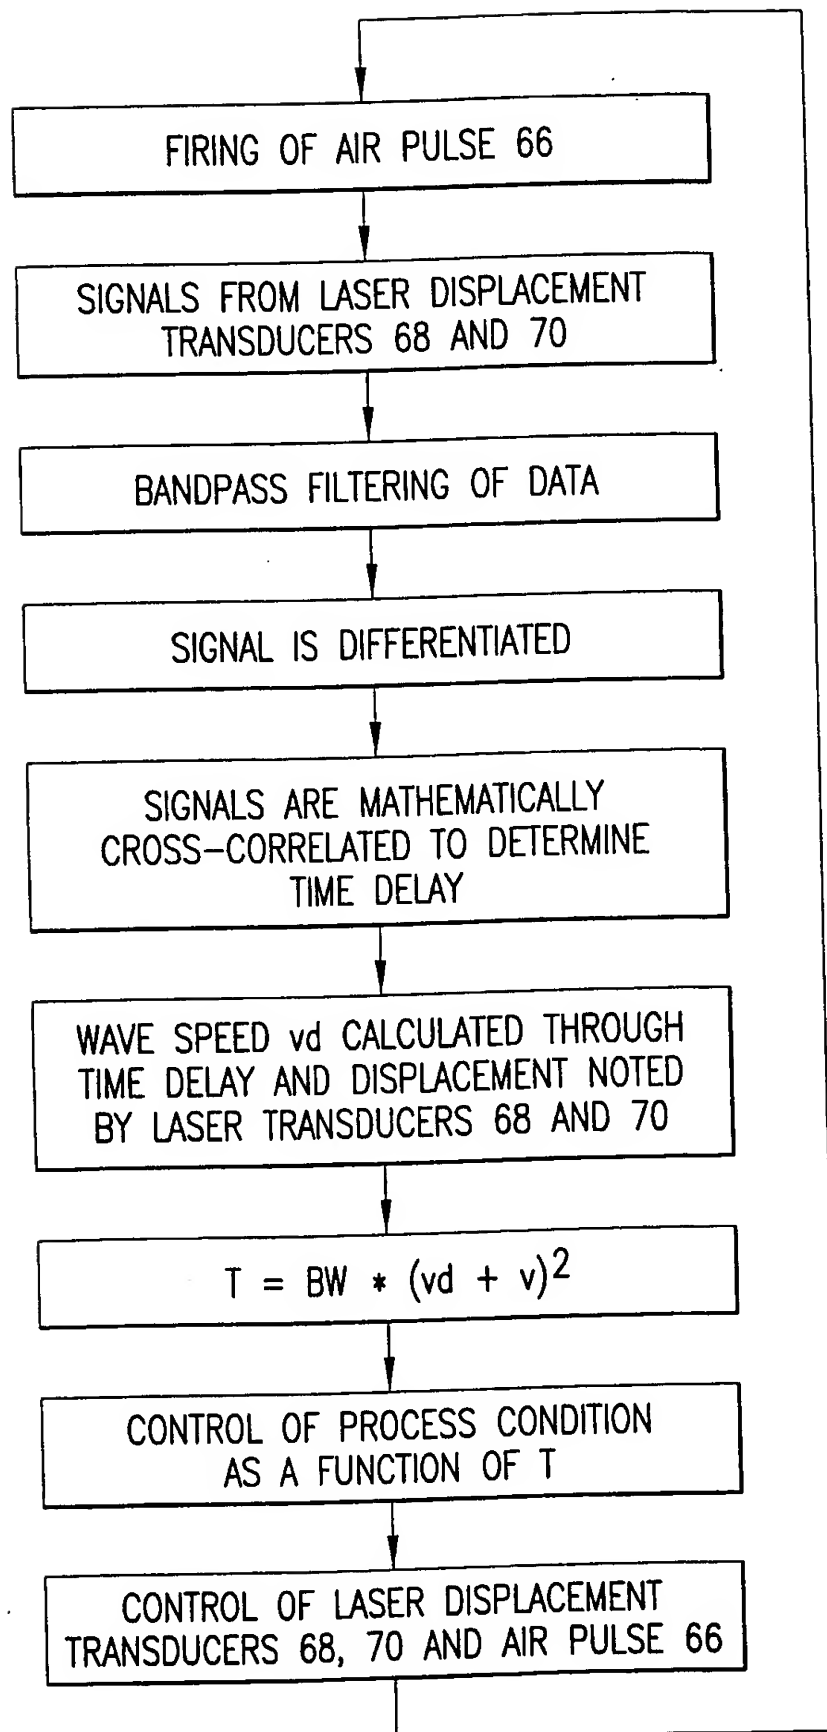 FIRING OF AIR PULSE 66
SIGNALS FROM LASER DISPLACEMENT
TRANSDUCERS 68 AND 70
BANDPASS FILTERING OF DATA
SIGNAL IS DIFFERENTIATED
SIGNALS ARE MATHEMATICALLY
CROSS-CORRELATED TO DETERMINE
TIME DELAY
WAVE SPEED vd CALCULATED THROUGH
TIME DELAY AND DISPLACEMENT NOTED
BY LASER TRANSDUCERS 68 AND 70
T = BW * (vd + v)2
CONTROL OF PROCESS CONDITION
AS A FUNCTION OF T
CONTROL OF LASER DISPLACEMENT
TRANSDUCERS 68, 70 AND AIR PULSE 66